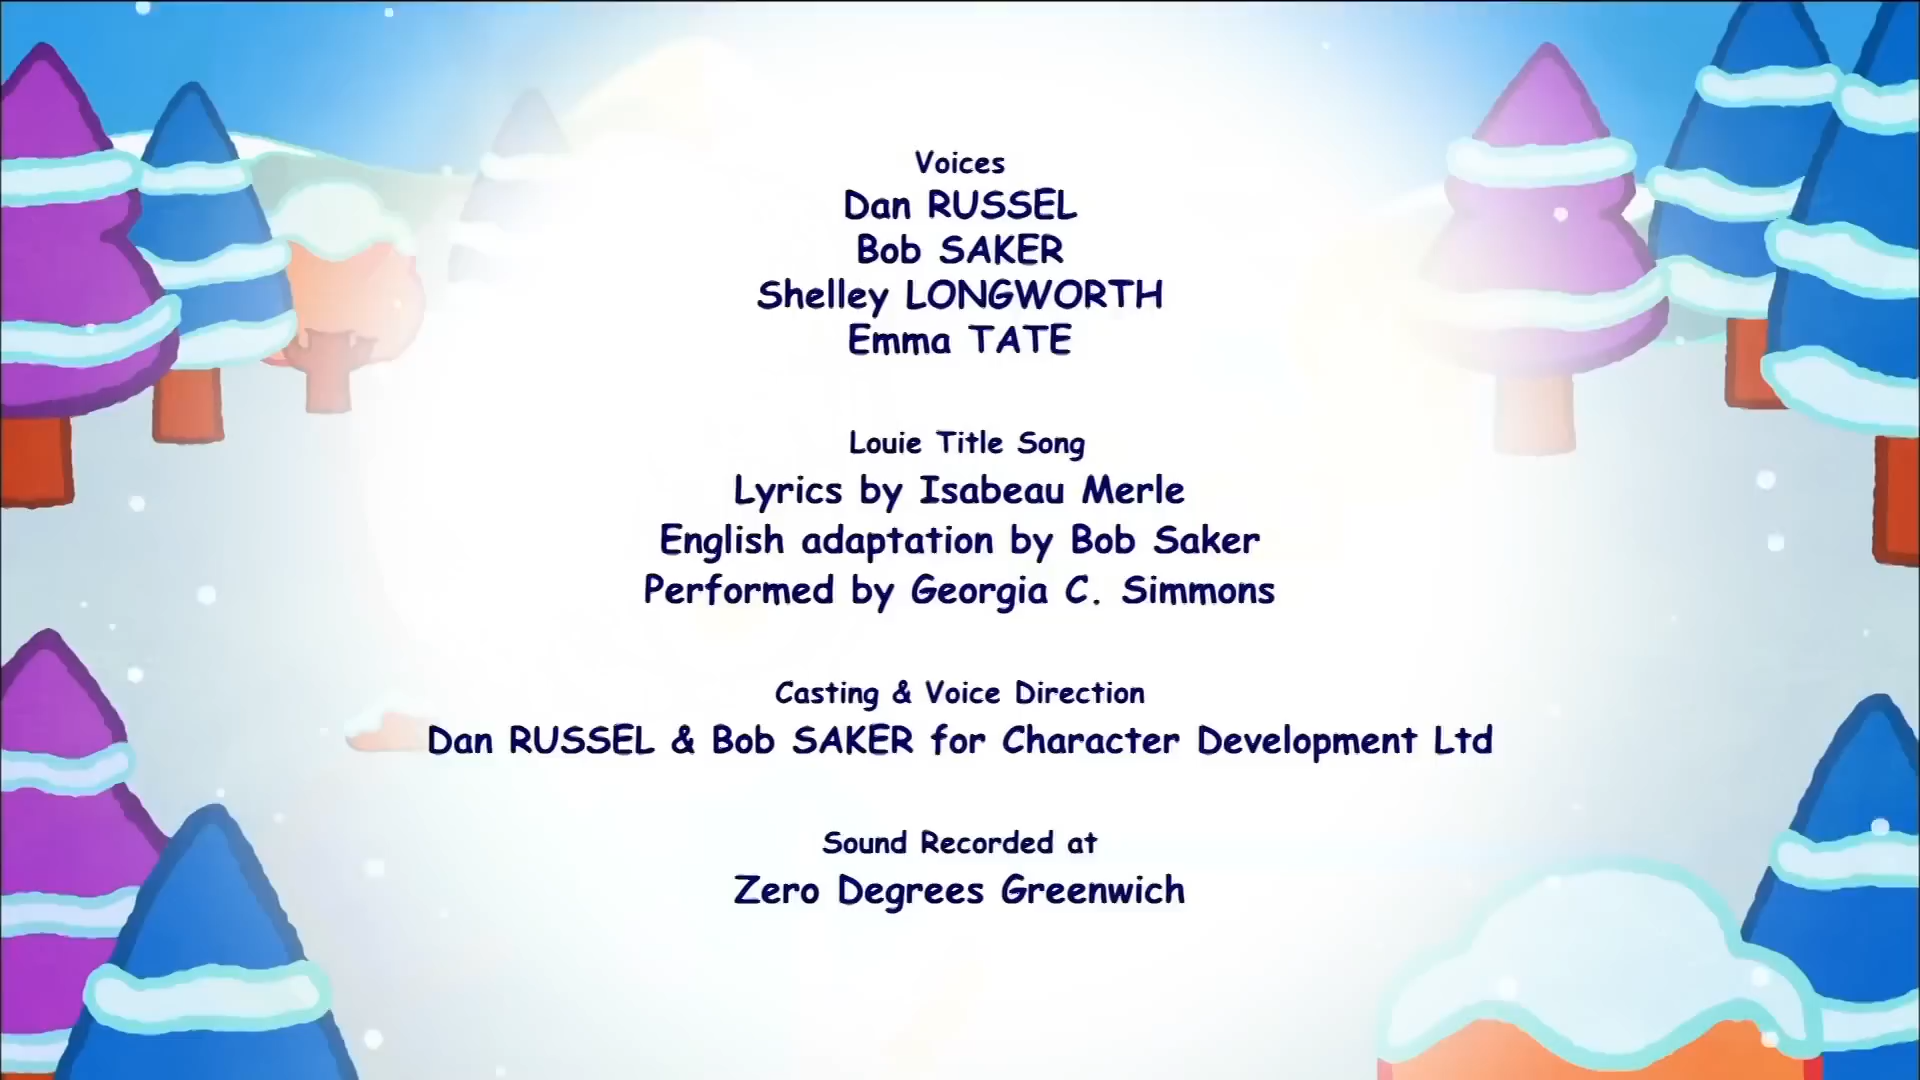 Voices
Dan RUSSEL
Bob SAKER
Shelley LONGWORTH
Emma TATE
Louie Title Song
Lyrics by Isabeau Merle
English adaptation by Bob Saker
Performed by Georgia C. Simmons
Casting & Voice Direction
Dan RUSSEL & Bob SAKER for Character Development Ltd
Sound Recorded at
Zero Degrees Greenwich